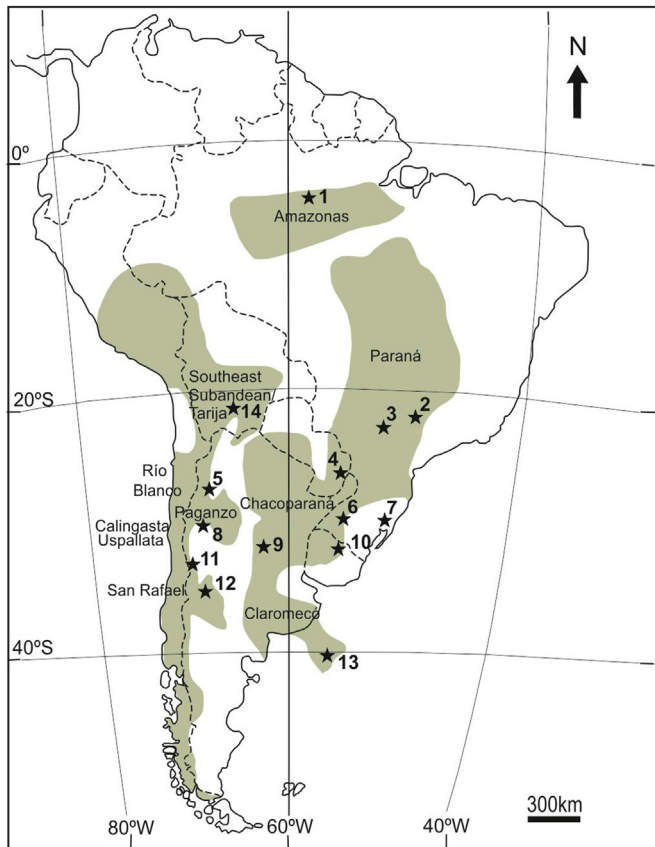 N
0º
1
Amazonas
Paraná
Southeast
Subandean
Tarija
14
20ºS
3
2
4
Río
Blanco
5
Chacoparaná
Paganzo
6
7
Calingasta
Uspallata
8
9
10
11
San Rafael
12
Claromecó
40ºS
13
300km
80ºW
60ºW
40ºW